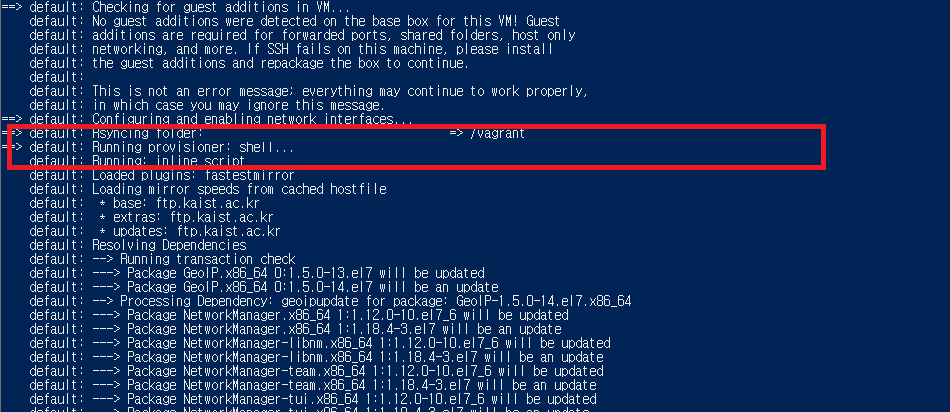 ==> default: Checking for guest additions in VM...
default: No guest additions were detected on the base box for this VM! Guest
default: additions are required for forwarded ports, shared folders, host only
default: networking, and more. If SSH fails on this machine, please install
default: the guest additions and repackage the box to continue.
default:
default: This is not an error message; everything may continue to work properly,
default: in which case you may ignore this message.
==> default: Configuring and enabling network interfaces...
==> default: Rsyncing folder: => /vagrant
==> default: Running provisioner: shell...
default: Running: inline script
default: Loaded plugins: fastestmirror
default: Loading mirror speeds from cached hostfile
default: * base: ftp.kaist.ac.kr
default: * extras: ftp.kaist.ac.kr
default: * updates: ftp.kaist.ac.kr
default: Resolving Dependencies
default: --> Running transaction check
default: ---> Package GeoIP.x86_64 0:1.5.0-13.el7 will be updated
default: ---> Package GeoIP.x86_64 0:1.5.0-14.el7 will be an update
default: --> Processing Dependency: geoipupdate for package: GeoIP-1.5.0-14.el7.x86_64
default: ---> Package NetworkManager.x86_64 1:1.12.0-10.el7_6 will be updated
default: ---> Package NetworkManager.x86_64 1:1.18.4-3.el7 will be an update
default: ---> Package NetworkManager-libnm.x86_64 1:1.12.0-10.el7_6 will be updated
default: ---> Package NetworkManager-libnm.x86_64 1:1.18.4-3.el7 will be an update
default: ---> Package NetworkManager-team.x86_64 1:1.12.0-10.el7_6 will be updated
default: ---> Package NetworkManager-team.x86_64 1:1.18.4-3.el7 will be an update
default: ---> Package NetworkManager-tui.x86_64 1:1.12.0-10.el7_6 will be updated
default: ---> Package NetworkManager-tui.x86_64 1:1.18.4-3.el7 will be an update